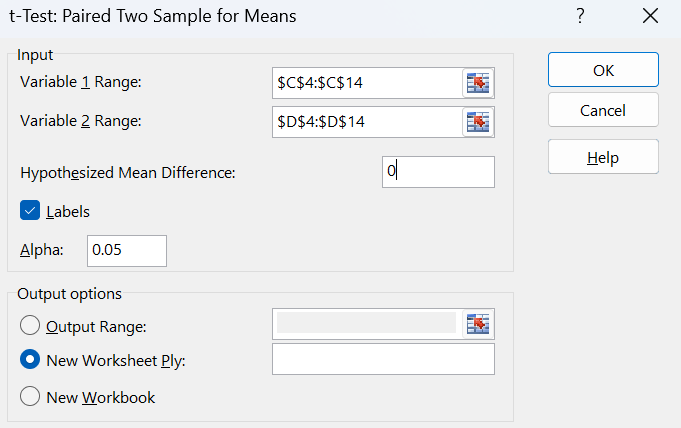 t-Test: Paired Two Sample for Means
?
Input
Variable 1 Range: $C$4:$C$14
Variable 2 Range: $D$4:$D$14
Hypothesized Mean Difference: 0
Labels
Alpha: 0.05
OK
Cancel
Help
Output options
Output Range:
New Worksheet Ply:
New Workbook